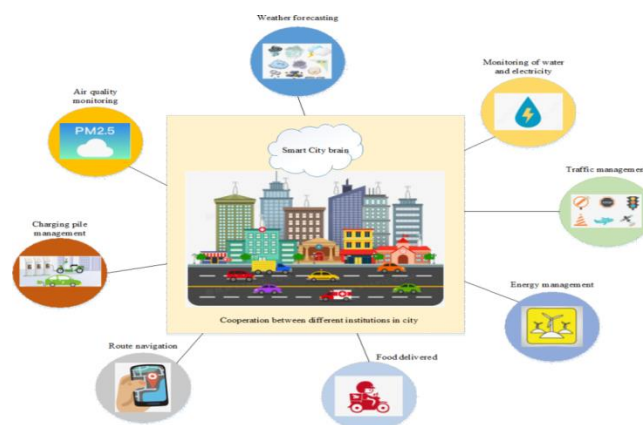 Weather forecasting
Air quality
monitoring
PM2.5
Monitoring of water
and electricity
Smart City brain
Traffic management
Charging pile
management
Energy management
Cooperation between different institutions in city
Route navigation
Food delivered